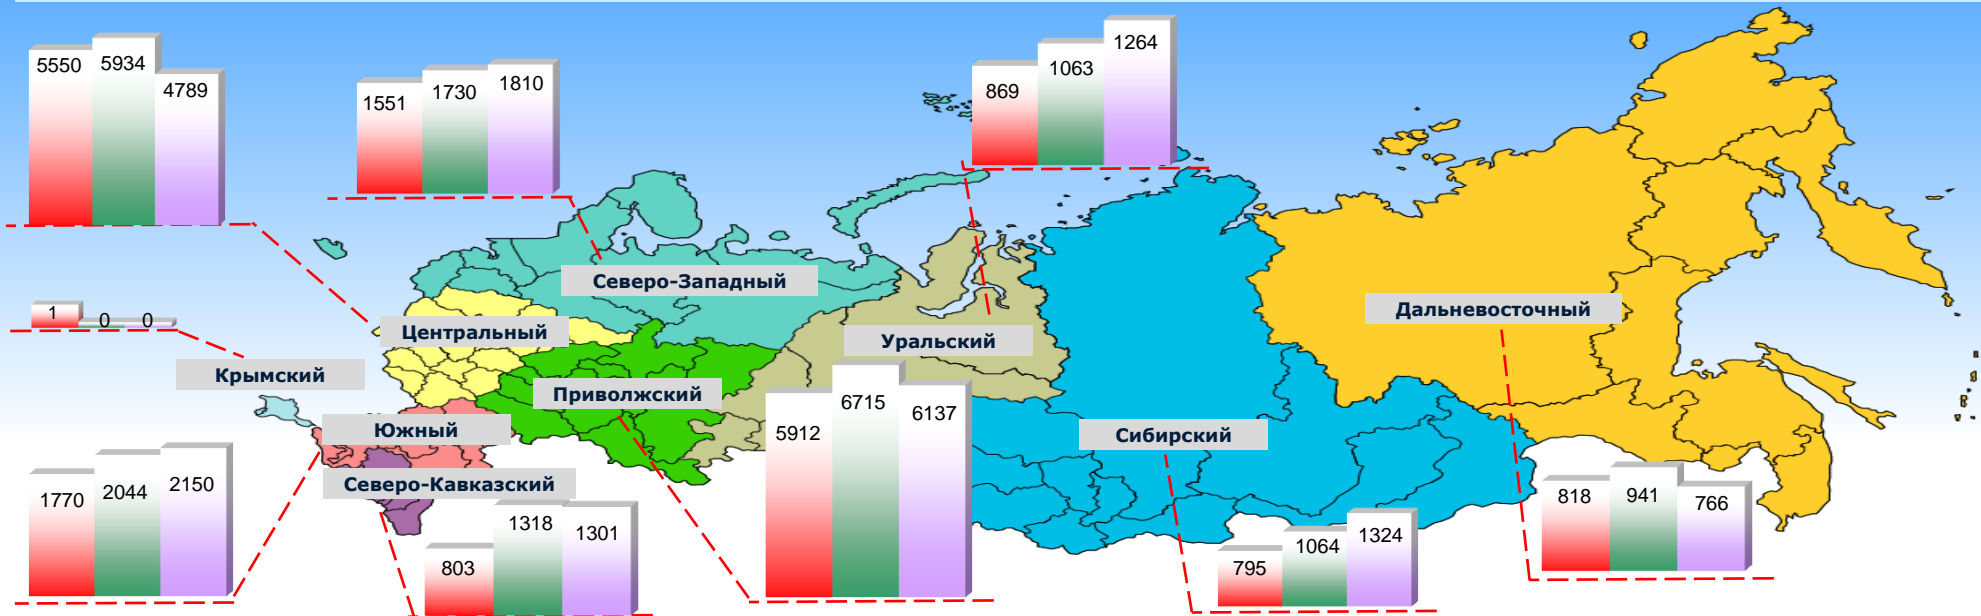 5550 5934 4789
1551 1730 1810
869 1063 1264
Северо-Западный
Дальневосточный
1 0 0
Центральный
Уральский
Крымский
Приволжский
Южный
Сибирский
Северо-Кавказский
5912 6715 6137
1770 2044 2150
803 1318 1301
795 1064 1324
818 941 766